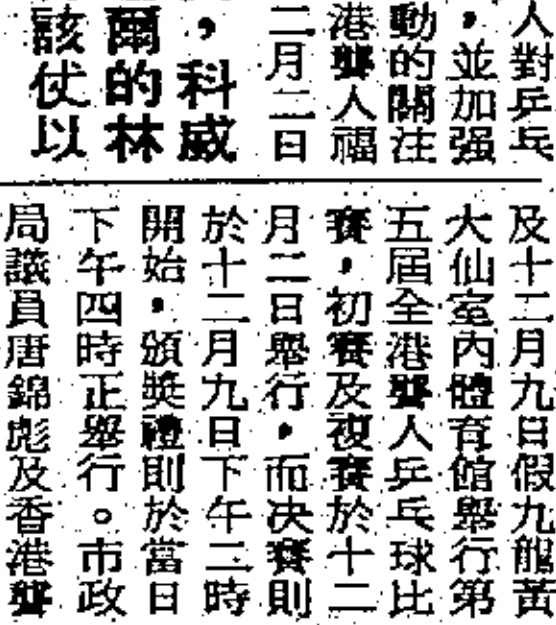 人對乒乓
，並加强
動的關注
港聾人福
二月二日
，科威
爾的林
該仗以
及十二月九日假九龍黃
大仙室內體育館舉行第
五屆全港聾人乒乓球比
賽，初賽及複賽於十二
月二日舉行，而決賽則
於十二月九日下午二時
開始，頒獎禮則於當日
下午四時正舉行。市政
局議員唐錦彪及香港聾